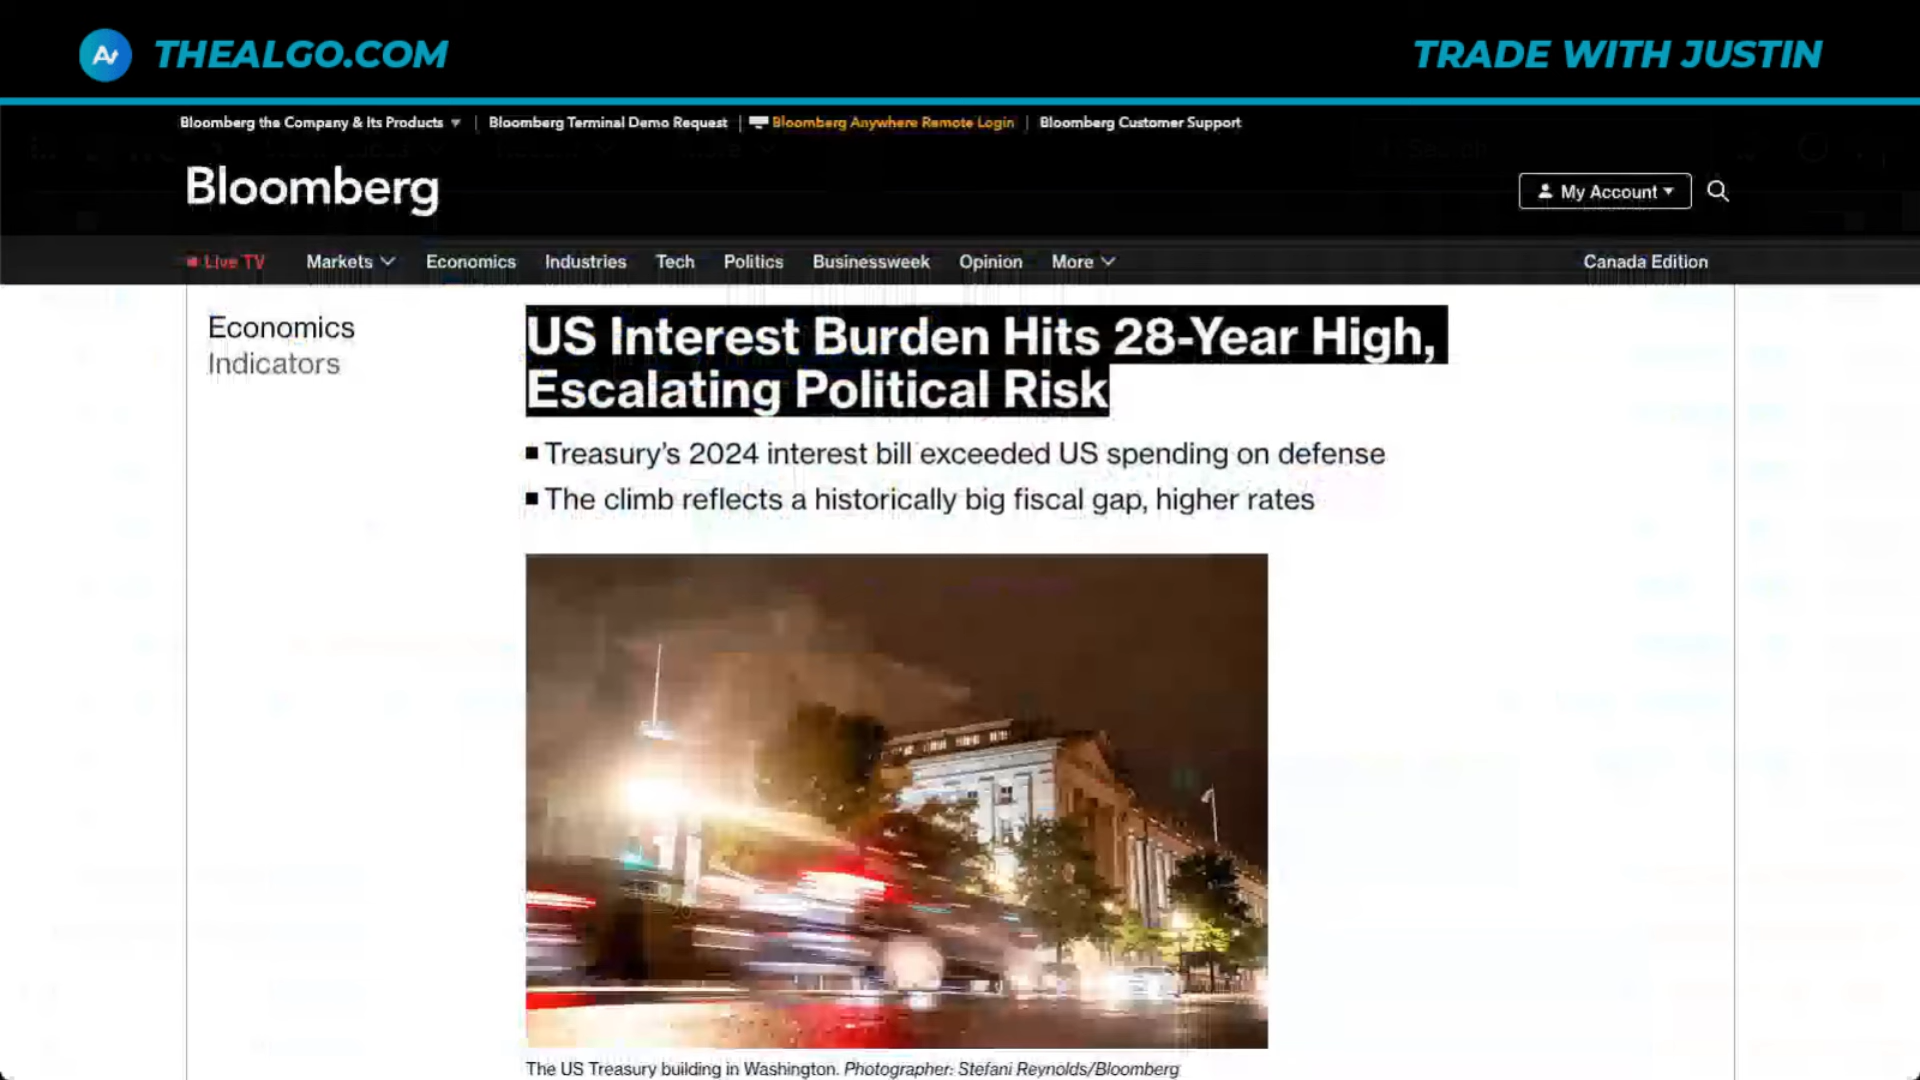 THEALGO.COM
TRADE WITH JUSTIN
Bloomberg the Company & Its Products
Bloomberg Terminal Demo Request
Bloomberg Anywhere Remote Login
Bloomberg Customer Support
Bloomberg
My Account
Live TV
Markets
Economics
Industries
Tech
Politics
Businessweek
Opinion
More
Canada Edition
Economics
Indicators
US Interest Burden Hits 28-Year High,
Escalating Political Risk
Treasury's 2024 interest bill exceeded US spending on defense
The climb reflects a historically big fiscal gap, higher rates
The US Treasury building in Washington. Photographer: Stefani Reynolds/Bloomberg